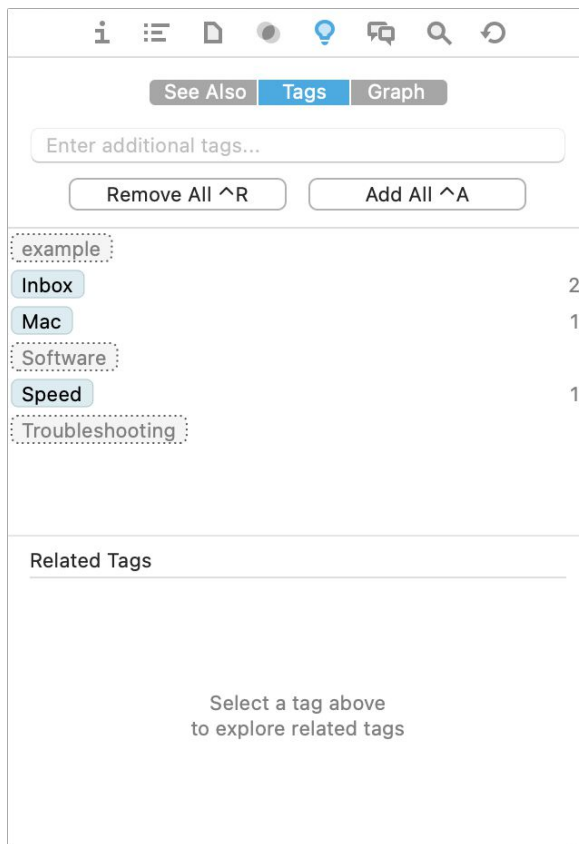 See Also Tags Graph
Enter additional tags...
Remove All ^R Add All ^A
example
Inbox 2
Mac 1
Software
Speed 1
Troubleshooting
Related Tags
Select a tag above
to explore related tags